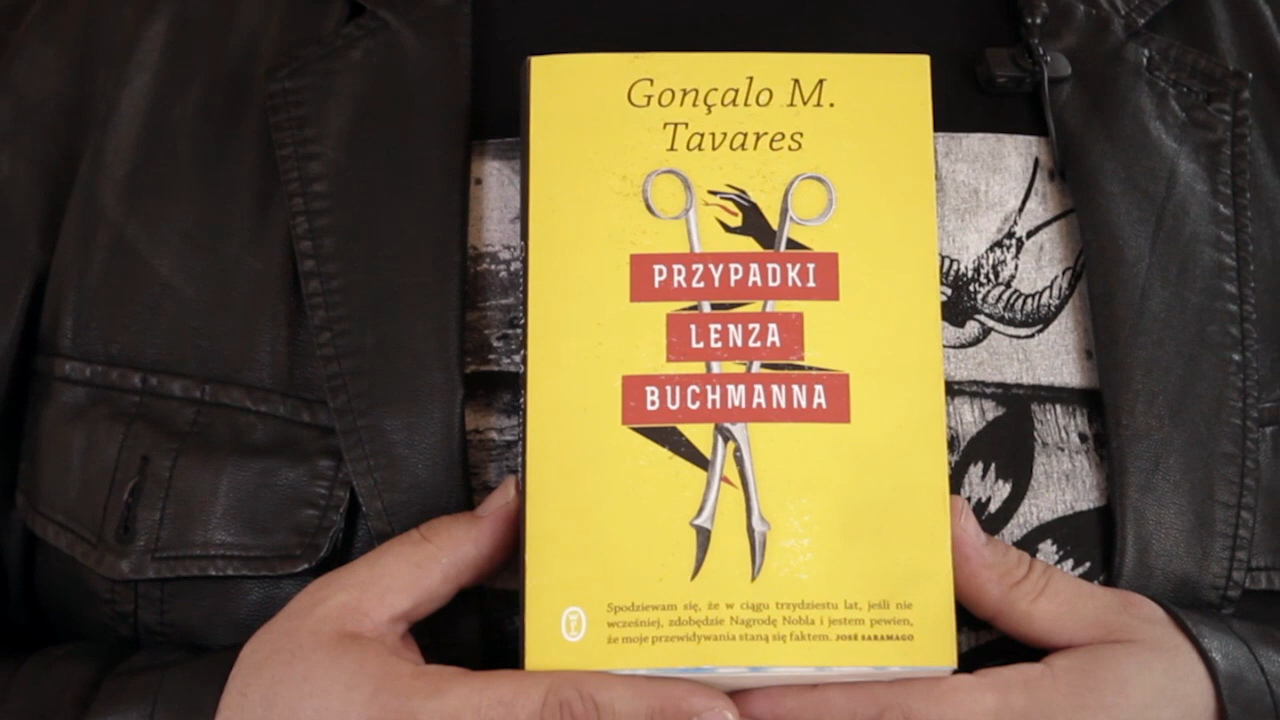 Gonçalo M.
Tavares
PRZYPADKI
LENZA
BUCHMANNA
Spodziewam się, że w ciągu trzydziestu lat, jeśli nie
wcześniej, zdobędzie Nagrodę Nobla i jestem pewien,
że moje przewidywania staną się faktem. JOSÉ SARAMAGO